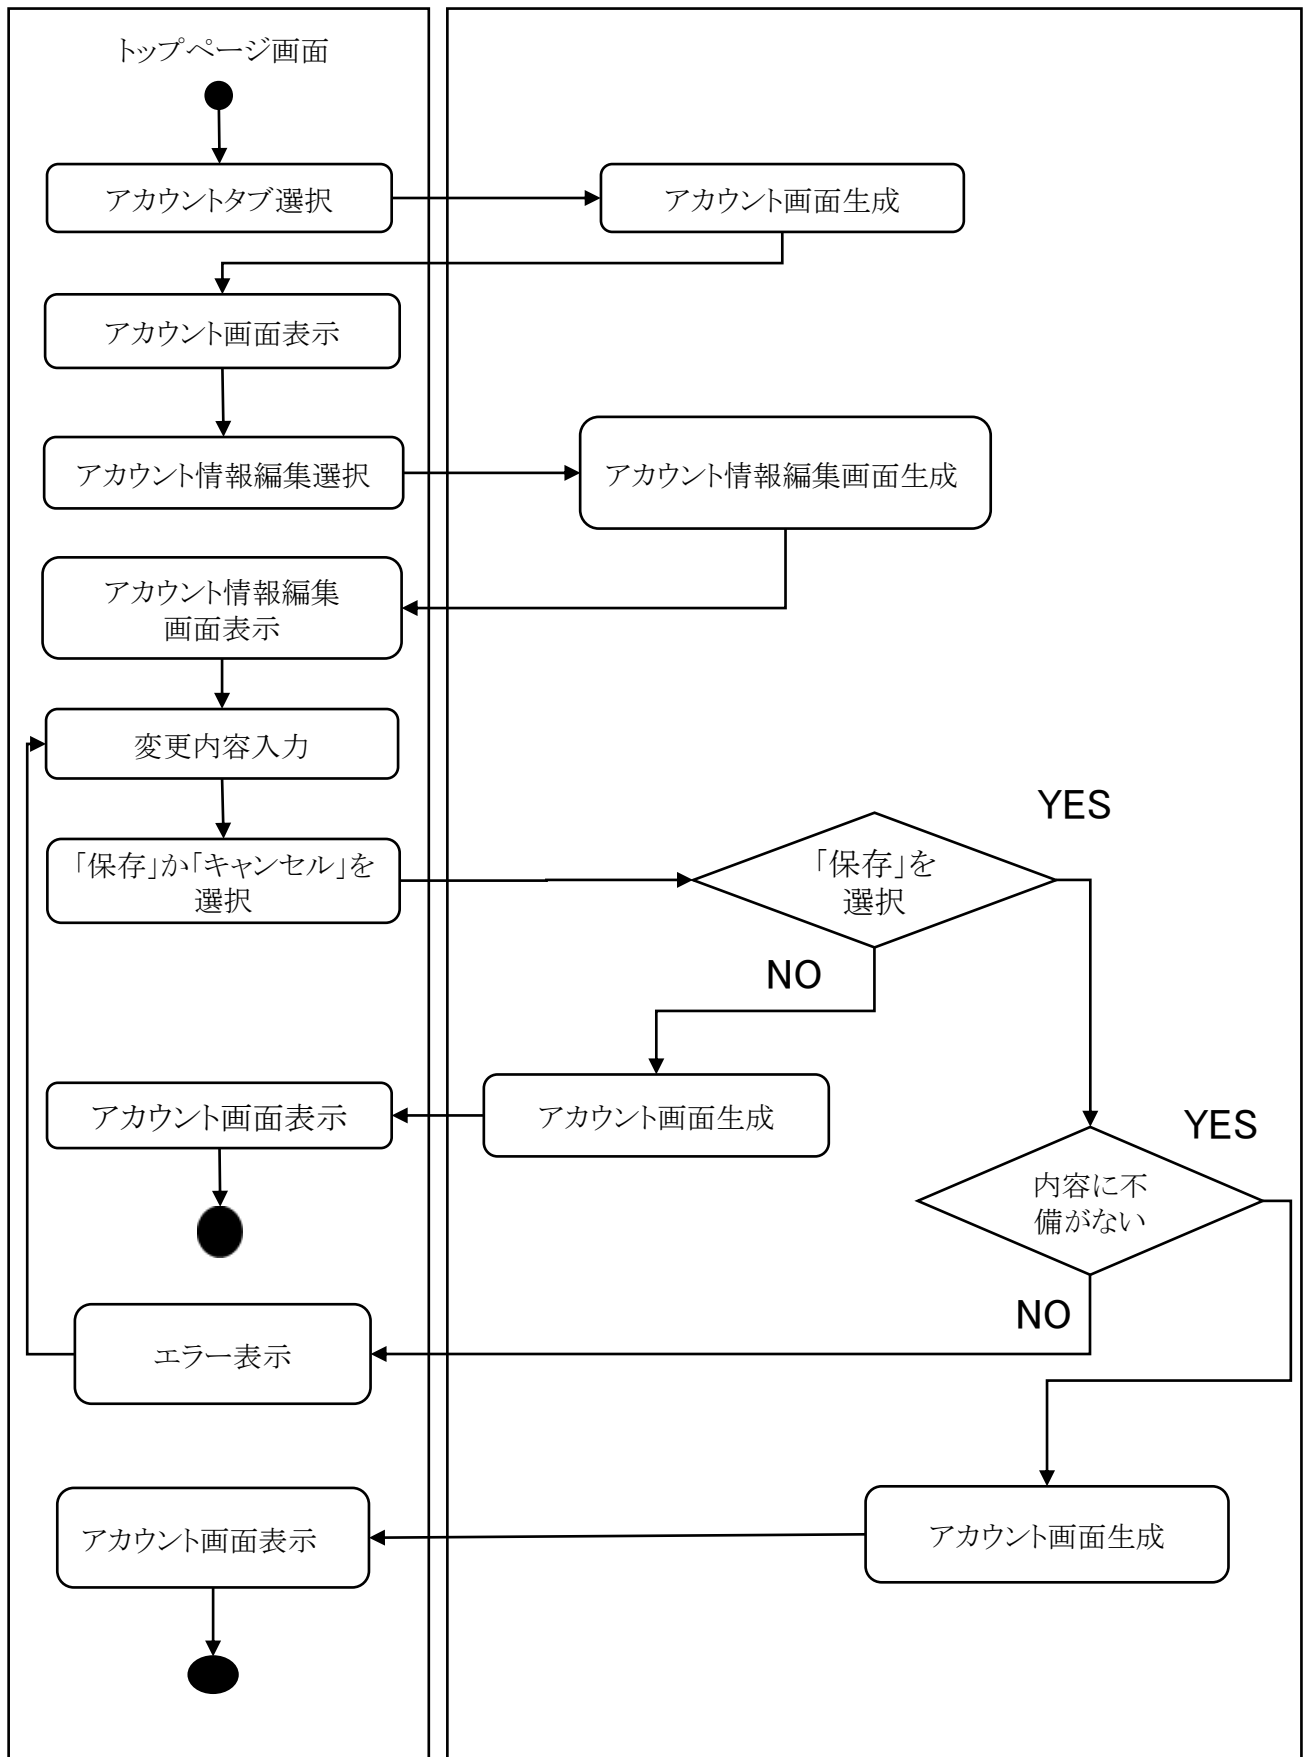 トップページ画面
アカウントタブ選択
アカウント画面生成
アカウント画面表示
アカウント情報編集選択
アカウント情報編集画面生成
アカウント情報編集
画面表示
変更内容入力
YES
「保存」か「キャンセル」を
選択
「保存」を
選択
NO
アカウント画面表示
アカウント画面生成
YES
内容に不
備がない
NO
エラー表示
アカウント画面表示
アカウント画面生成